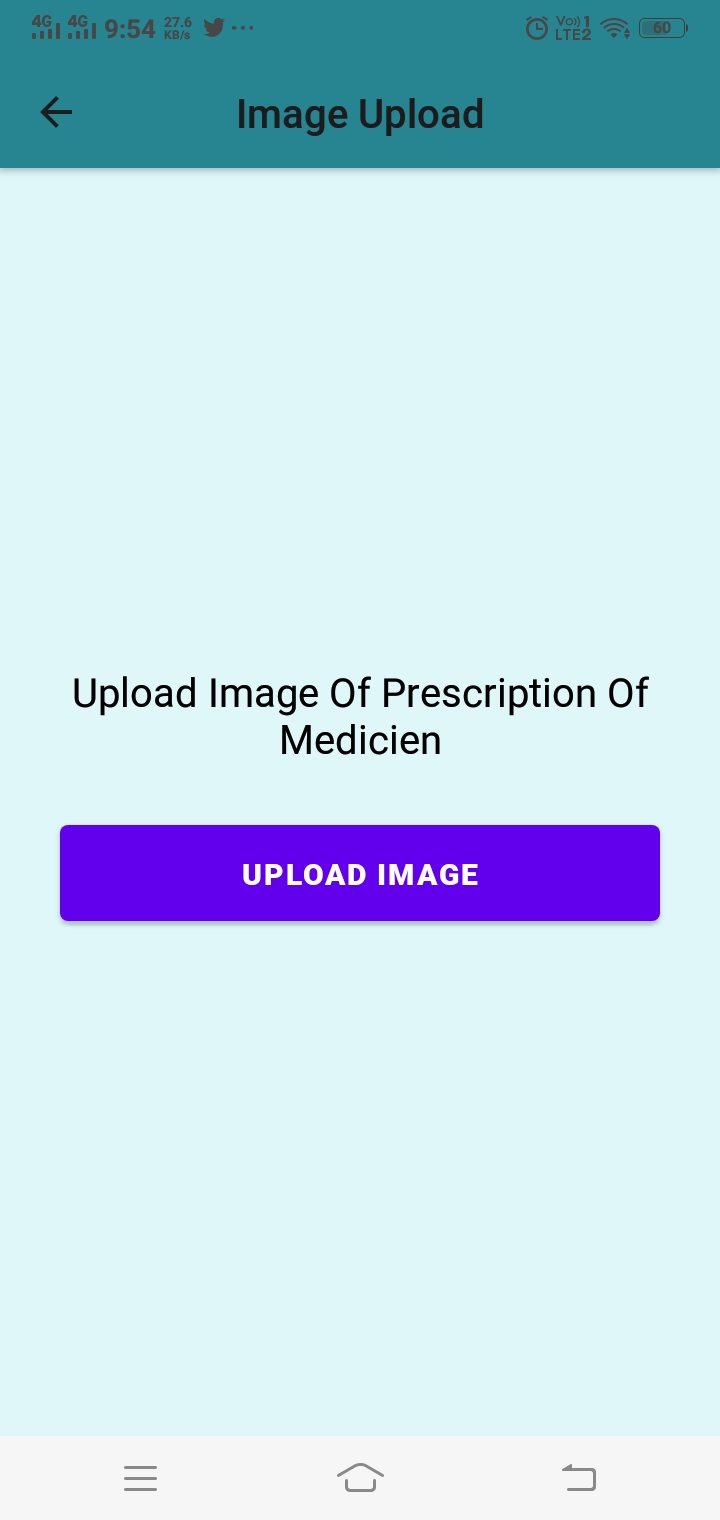 4G 4G 9:54 27.6 KB/s ... Vo)) 1 LTE2 60
Image Upload
Upload Image Of Prescription Of
Medicien
UPLOAD IMAGE